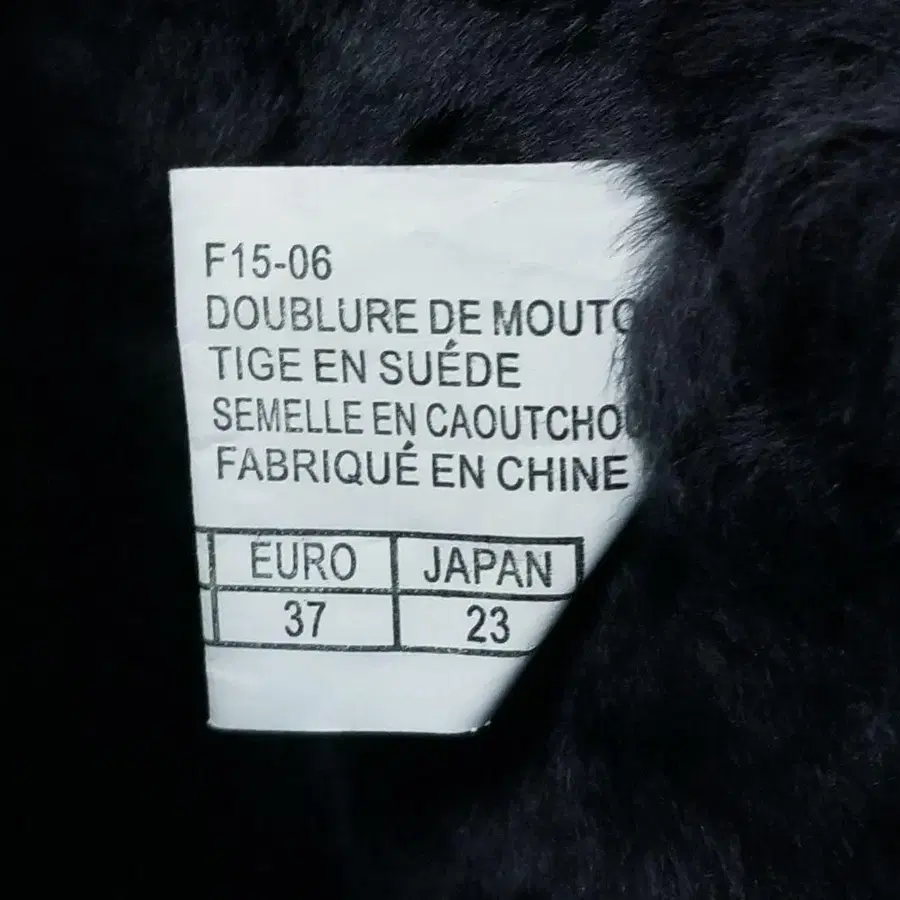 F15-06
DOUBLURE DE MOUTO
TIGE EN SUÉDE
SEMELLE EN CAOUTCHOU
FABRIQUÉ EN CHINE
EURO JAPAN
37 23